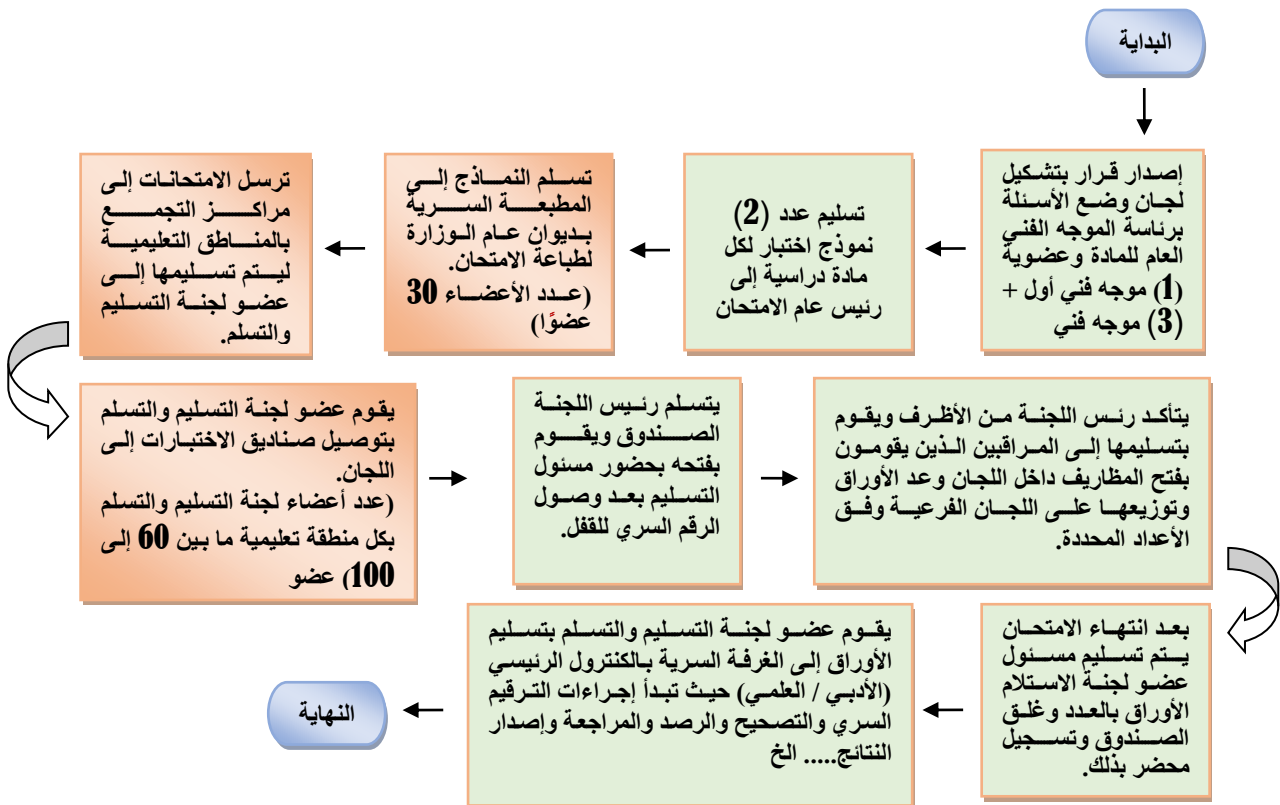 البداية
إصدار قرار بتشكيل
لجان وضع الأسئلة
برئاسة الموجه الفني
العام للمادة وعضوية
(1) موجه فني أول +
(3) موجه فني
تسليم عدد (2)
نموذج اختبار لكل
مادة دراسية إلى
رئيس عام الامتحان
تسلم النماذج إلى
المطبعة السرية
بديوان عام الوزارة
لطباعة الامتحان.
(عدد الأعضاء 30
عضوًا)
ترسل الامتحانات إلى
مراكز التجمع
بالمناطق التعليمية
ليتم تسليمها إلى
عضو لجنة التسليم
والتسلم.
يقوم عضو لجنة التسليم والتسلم
بتوصيل صناديق الاختبارات إلى
اللجان.
(عدد أعضاء لجنة التسليم والتسلم
بكل منطقة تعليمية ما بين 60 إلى
100) عضو
يتسلم رئيس اللجنة
الصندوق ويقوم
بفتحه بحضور مسئول
التسليم بعد وصول
الرقم السري للقفل.
يتأكد رئس اللجنة من الأظرف ويقوم
بتسليمها إلى المراقبين الذين يقومون
بفتح المظاريف داخل اللجان وعد الأوراق
وتوزيعها على اللجان الفرعية وفق
الأعداد المحددة.
بعد انتهاء الامتحان
يتم تسليم مسئول
عضو لجنة الاستلام
الأوراق بالعدد وغلق
الصندوق وتسجيل
محضر بذلك.
يقوم عضو لجنة التسليم والتسلم بتسليم
الأوراق إلى الغرفة السرية بالكنترول الرئيسي
(الأدبي / العلمي) حيث تبدأ إجراءات الترقيم
السري والتصحيح والرصد والمراجعة وإصدار
النتائج..... الخ
النهاية